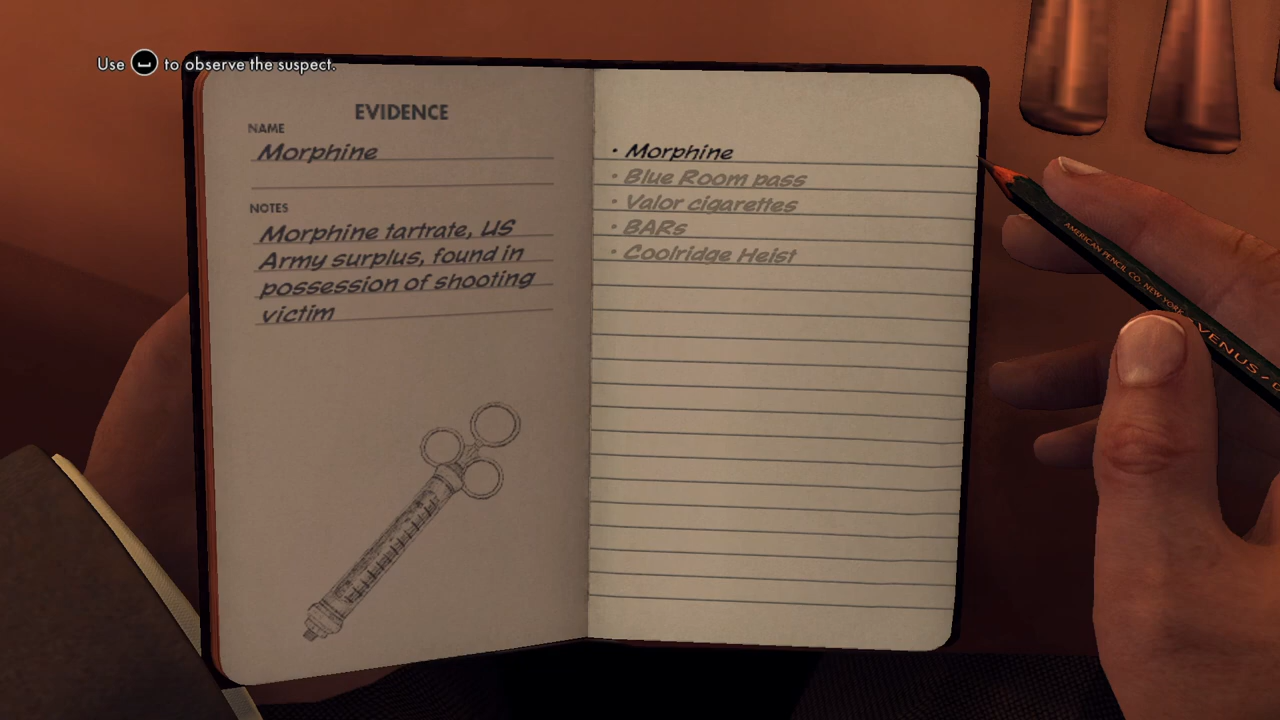 Use to observe the suspect.
EVIDENCE
NAME
Morphine
NOTES
Morphine tartrate, US
Army surplus, found in
possession of shooting
victim
· Morphine
· Blue Room pass
· Valor cigarettes
· BARs
· Coolridge Heist
AMERICAN PENCIL CO. NEW YORK
VENUS